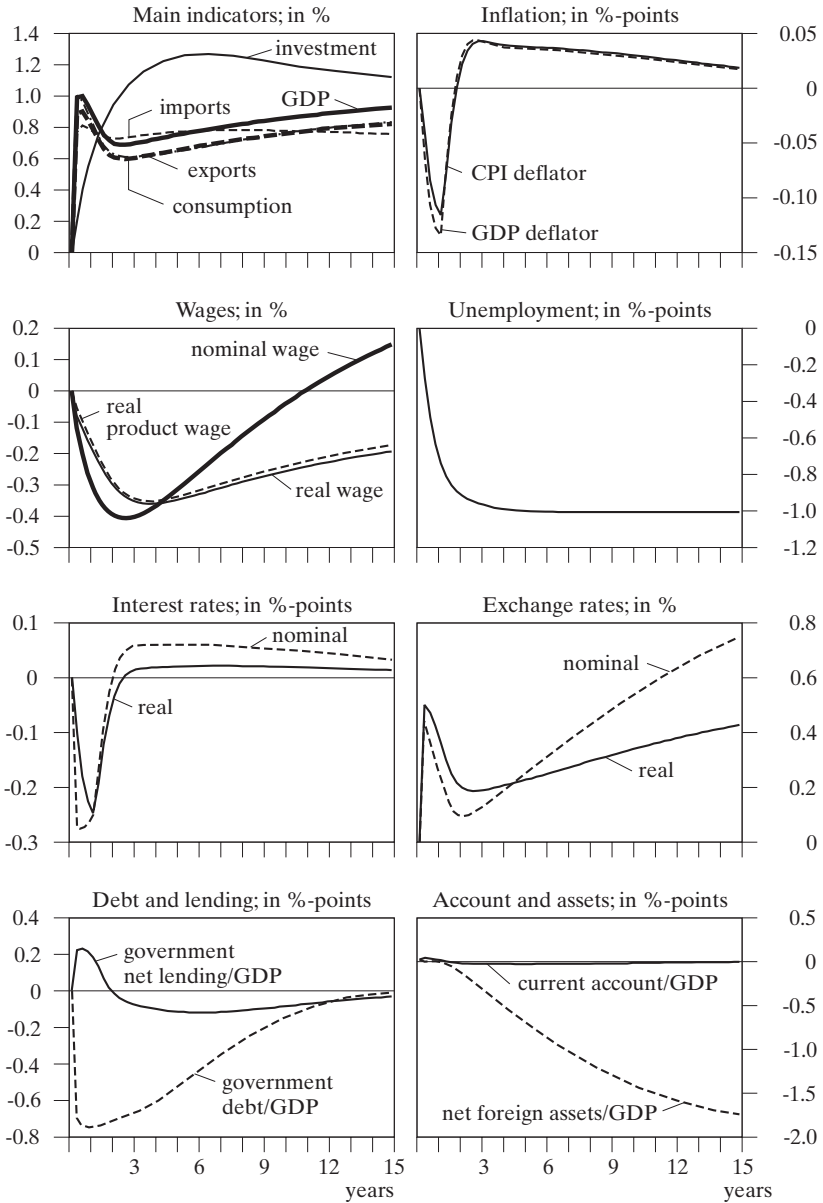 Main indicators; in %
1.4
1.2
1.0
0.8
0.6
0.4
0.2
0
investment
imports
GDP
exports
consumption
Inflation; in %-points
0.05
0
-0.05
-0.10
-0.15
CPI deflator
GDP deflator
Wages; in %
0.2
0.1
0
-0.1
-0.2
-0.3
-0.4
-0.5
nominal wage
real
product wage
real wage
Unemployment; in %-points
0
-0.2
-0.4
-0.6
-0.8
-1.0
-1.2
Interest rates; in %-points
0.1
0
-0.1
-0.2
-0.3
nominal
real
Exchange rates; in %
0.8
0.6
0.4
0.2
0
nominal
real
Debt and lending; in %-points
0.4
0.2
0
-0.2
-0.4
-0.6
-0.8
government
net lending/GDP
government
debt/GDP
3 6 9 12 15
years
Account and assets; in %-points
0.5
0
-0.5
-1.0
-1.5
-2.0
current account/GDP
net foreign assets/GDP
3 6 9 12 15
years